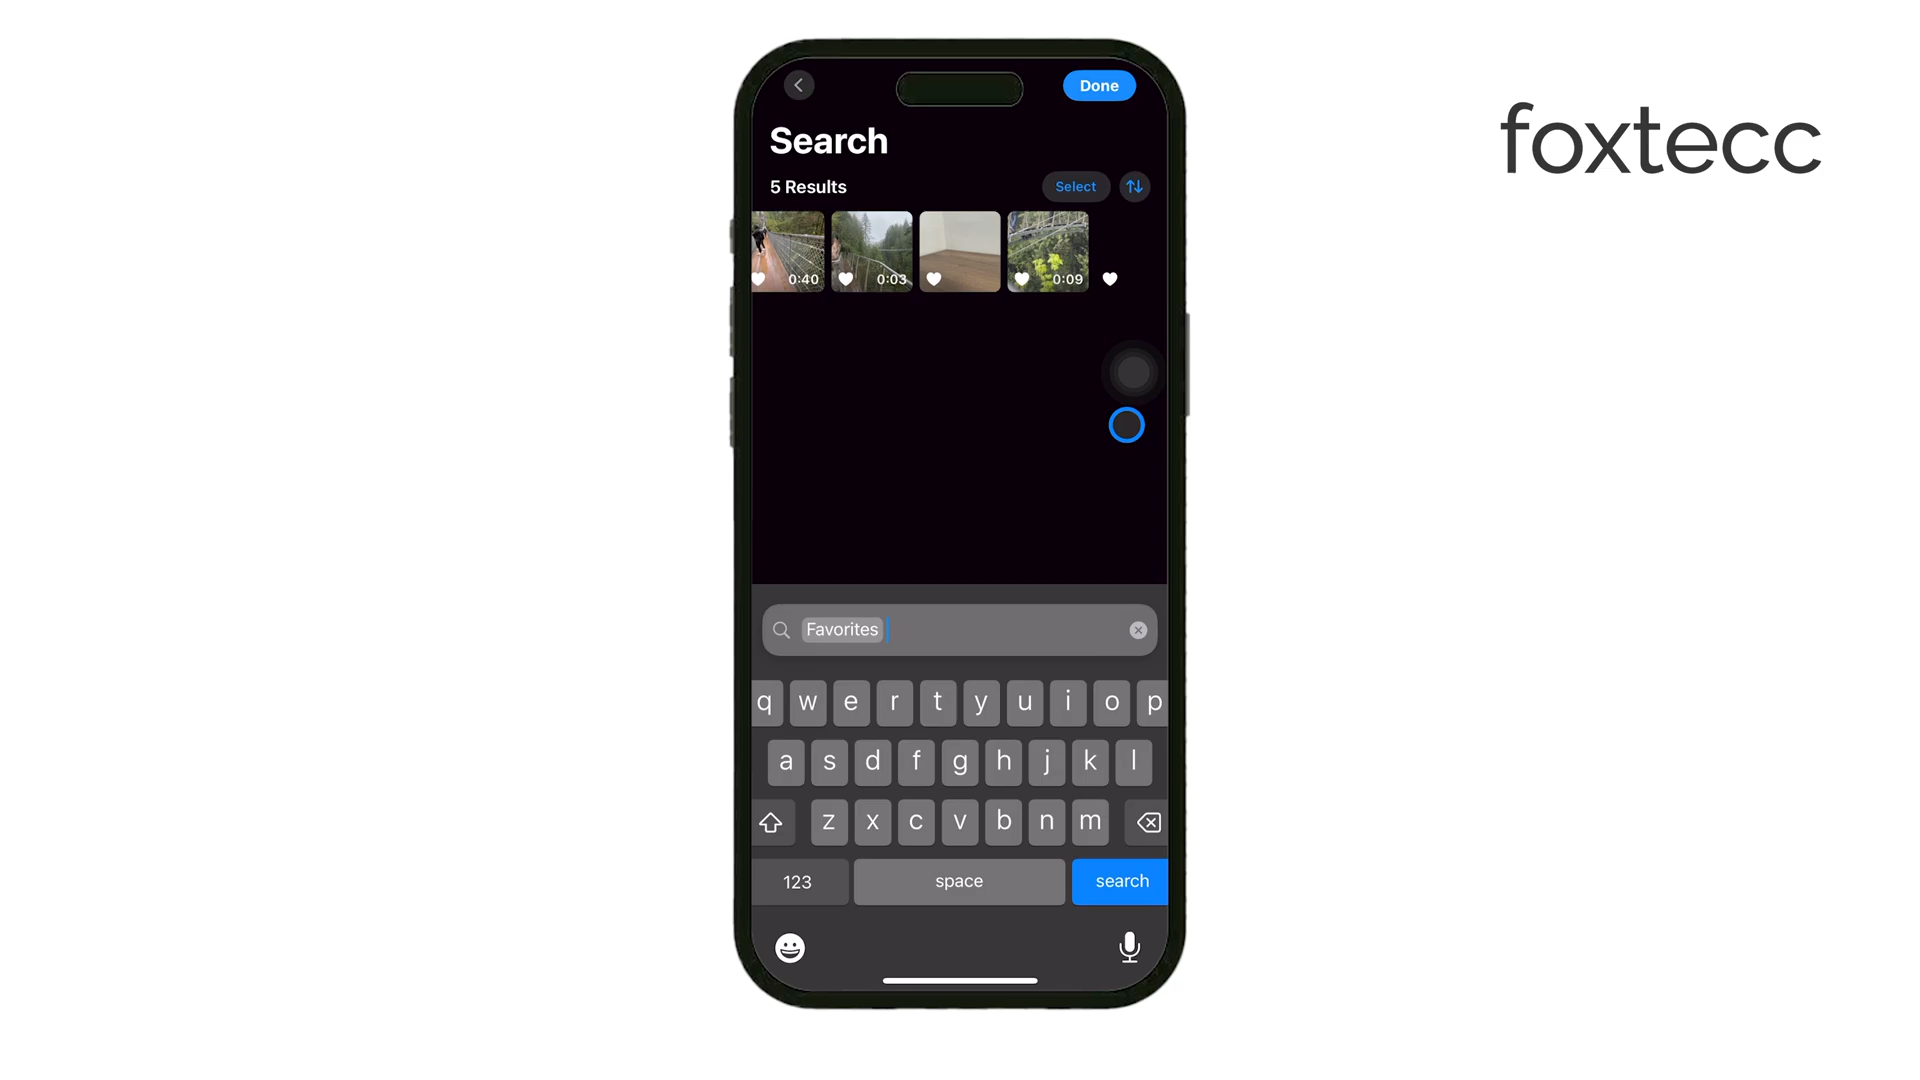 Done
foxtecc
Search
5 Results
Select
0:40
0:03
0:09
Favorites
q w e r t y u i o p
a s d f g h j k l
z x c v b n m
123
space
search